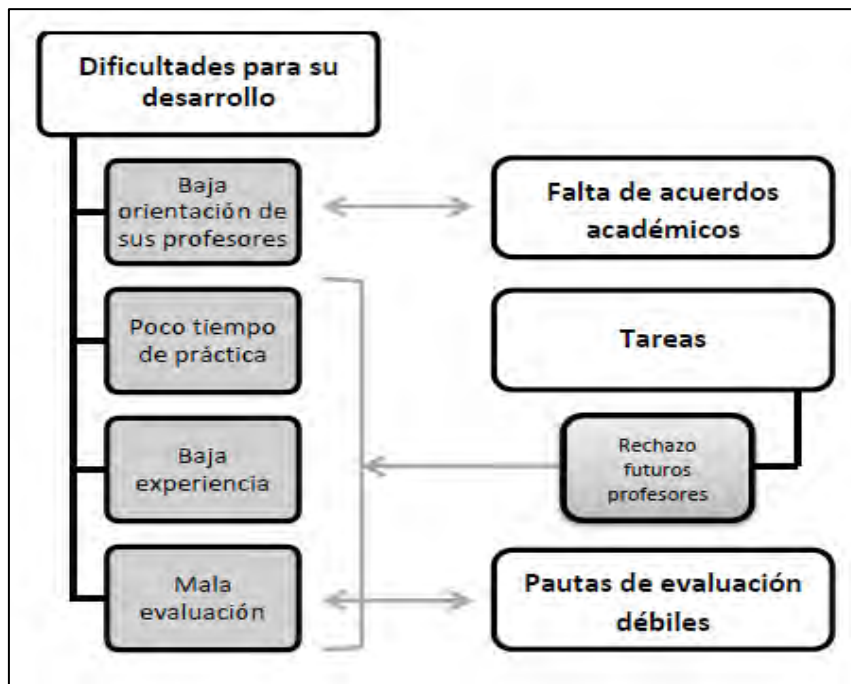 Dificultades para su
desarrollo
Baja
orientación de
sus profesores
Falta de acuerdos
académicos
Poco tiempo
de práctica
Tareas
Baja
experiencia
Rechazo
futuros
profesores
Mala
evaluación
Pautas de evaluación
débiles